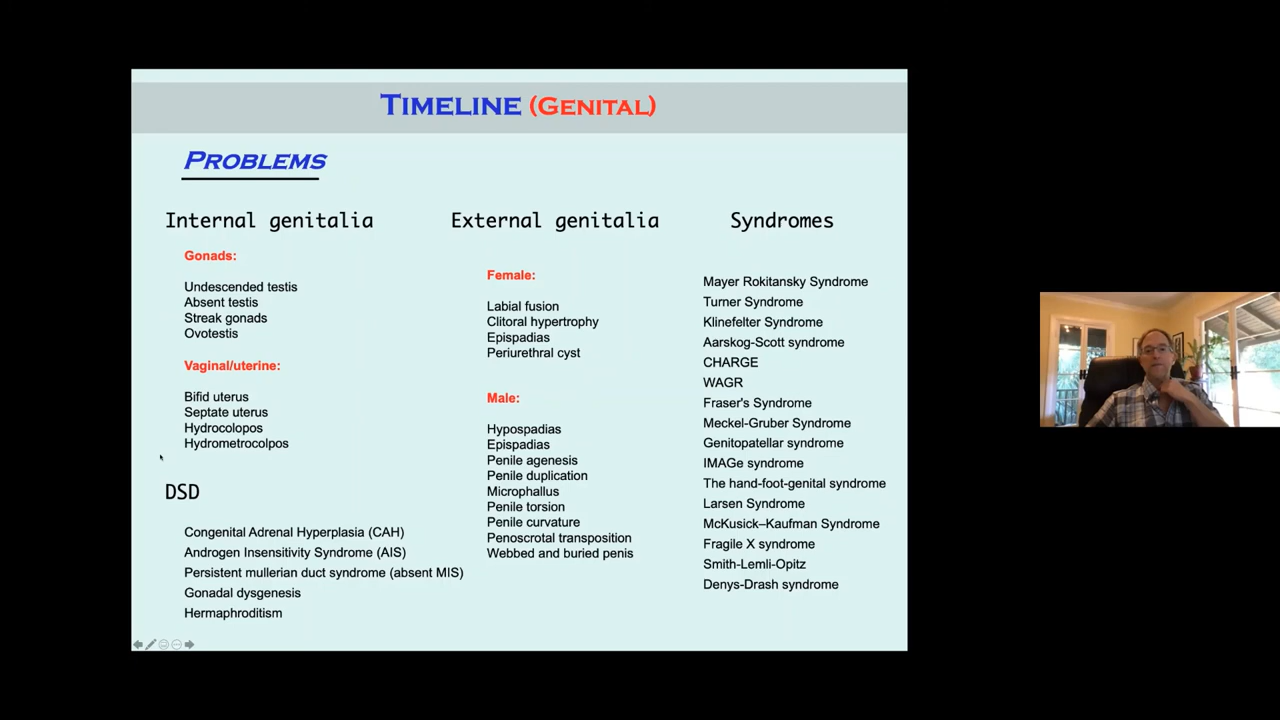 TIMELINE (GENITAL)
PROBLEMS
Internal genitalia
Gonads:
Undescended testis
Absent testis
Streak gonads
Ovotestis
Vaginal/uterine:
Bifid uterus
Septate uterus
Hydrocolopos
Hydrometrocolpos
DSD
Congenital Adrenal Hyperplasia (CAH)
Androgen Insensitivity Syndrome (AIS)
Persistent mullerian duct syndrome (absent MIS)
Gonadal dysgenesis
Hermaphroditism
External genitalia
Female:
Labial fusion
Clitoral hypertrophy
Epispadias
Periurethral cyst
Male:
Hypospadias
Epispadias
Penile agenesis
Penile duplication
Microphallus
Penile torsion
Penile curvature
Penoscrotal transposition
Webbed and buried penis
Syndromes
Mayer Rokitansky Syndrome
Turner Syndrome
Klinefelter Syndrome
Aarskog-Scott syndrome
CHARGE
WAGR
Fraser's Syndrome
Meckel-Gruber Syndrome
Genitopatellar syndrome
IMAGe syndrome
The hand-foot-genital syndrome
Larsen Syndrome
McKusick–Kaufman Syndrome
Fragile X syndrome
Smith-Lemli-Opitz
Denys-Drash syndrome